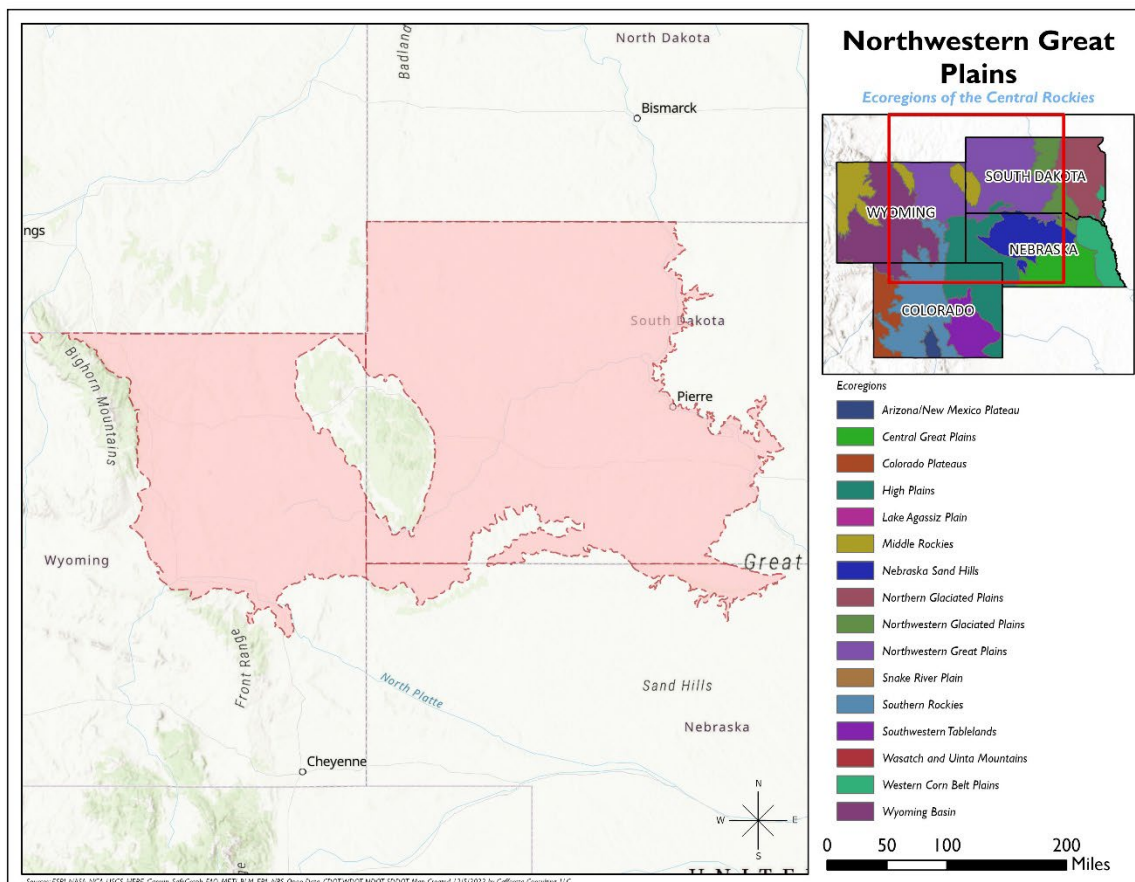 North Dakota
Badland
Bismarck
ngs
South Dakota
Bighorn Mountains
Pierre
Wyoming
Great
Front Range
North Platte
Sand Hills
Nebraska
Cheyenne
N
W
E
S
UNITE
Northwestern Great
Plains
Ecoregions of the Central Rockies
SOUTH DAKOTA
WYOMING
NEBRASKA
COLORADO
Ecoregions
Arizona/New Mexico Plateau
Central Great Plains
Colorado Plateaus
High Plains
Lake Agassiz Plain
Middle Rockies
Nebraska Sand Hills
Northern Glaciated Plains
Northwestern Glaciated Plains
Northwestern Great Plains
Snake River Plain
Southern Rockies
Southwestern Tablelands
Wasatch and Uinta Mountains
Western Corn Belt Plains
Wyoming Basin
0 50 100 200
Miles